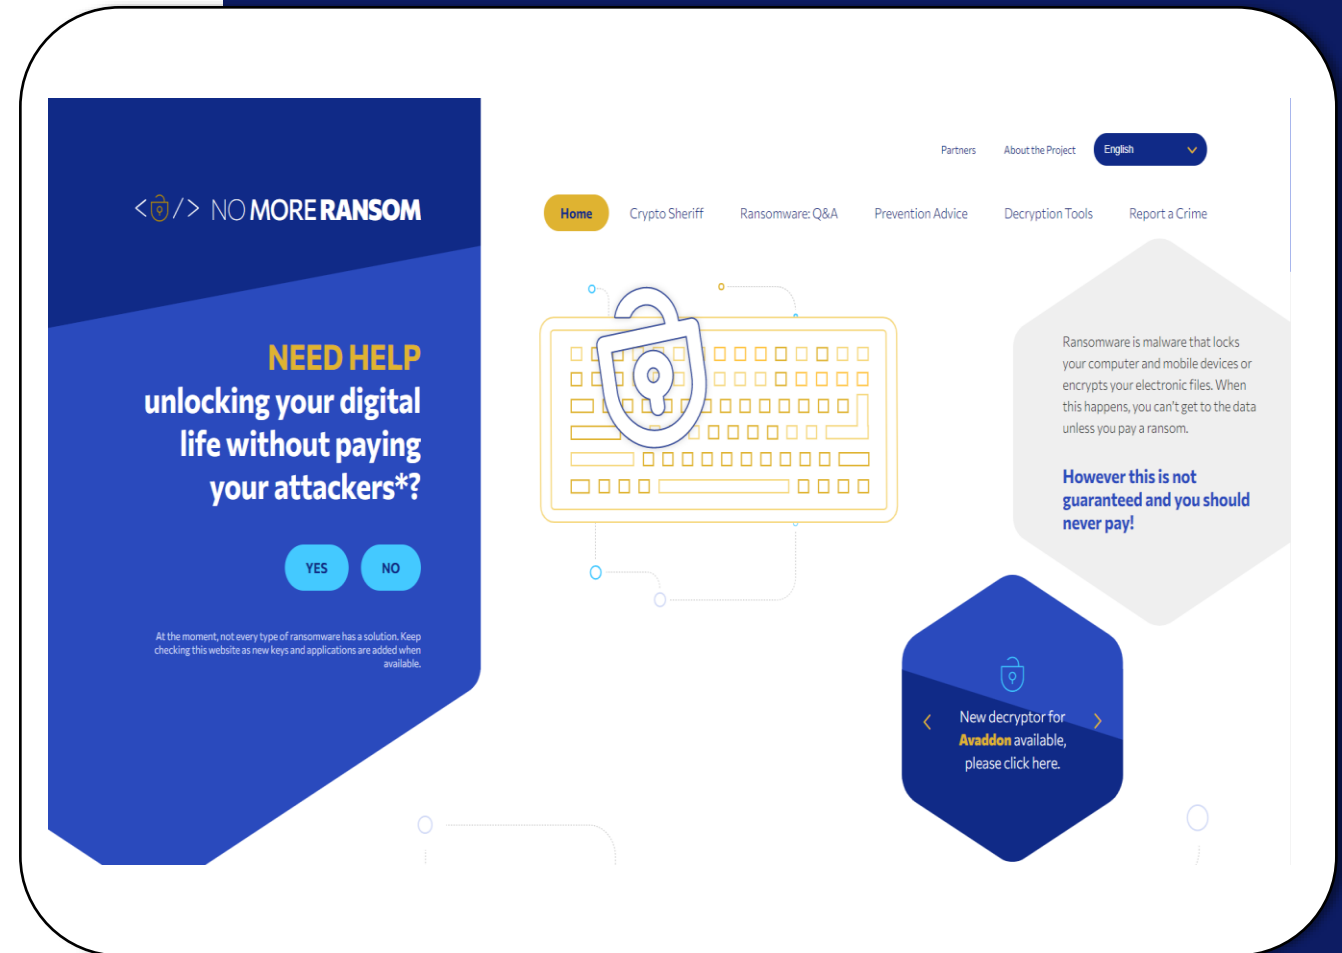 NO MORE RANSOM
NEED HELP
unlocking your digital
life without paying
your attackers*?
YES NO
At the moment, not every type of ransomware has a solution. Keep
checking this website as new keys and applications are added when
available.
Partners About the Project English
Home Crypto Sheriff Ransomware: Q&A Prevention Advice Decryption Tools Report a Crime
Ransomware is malware that locks
your computer and mobile devices or
encrypts your electronic files. When
this happens, you can't get to the data
unless you pay a ransom.
However this is not
guaranteed and you should
never pay!
New decryptor for
Avaddon available,
please click here.